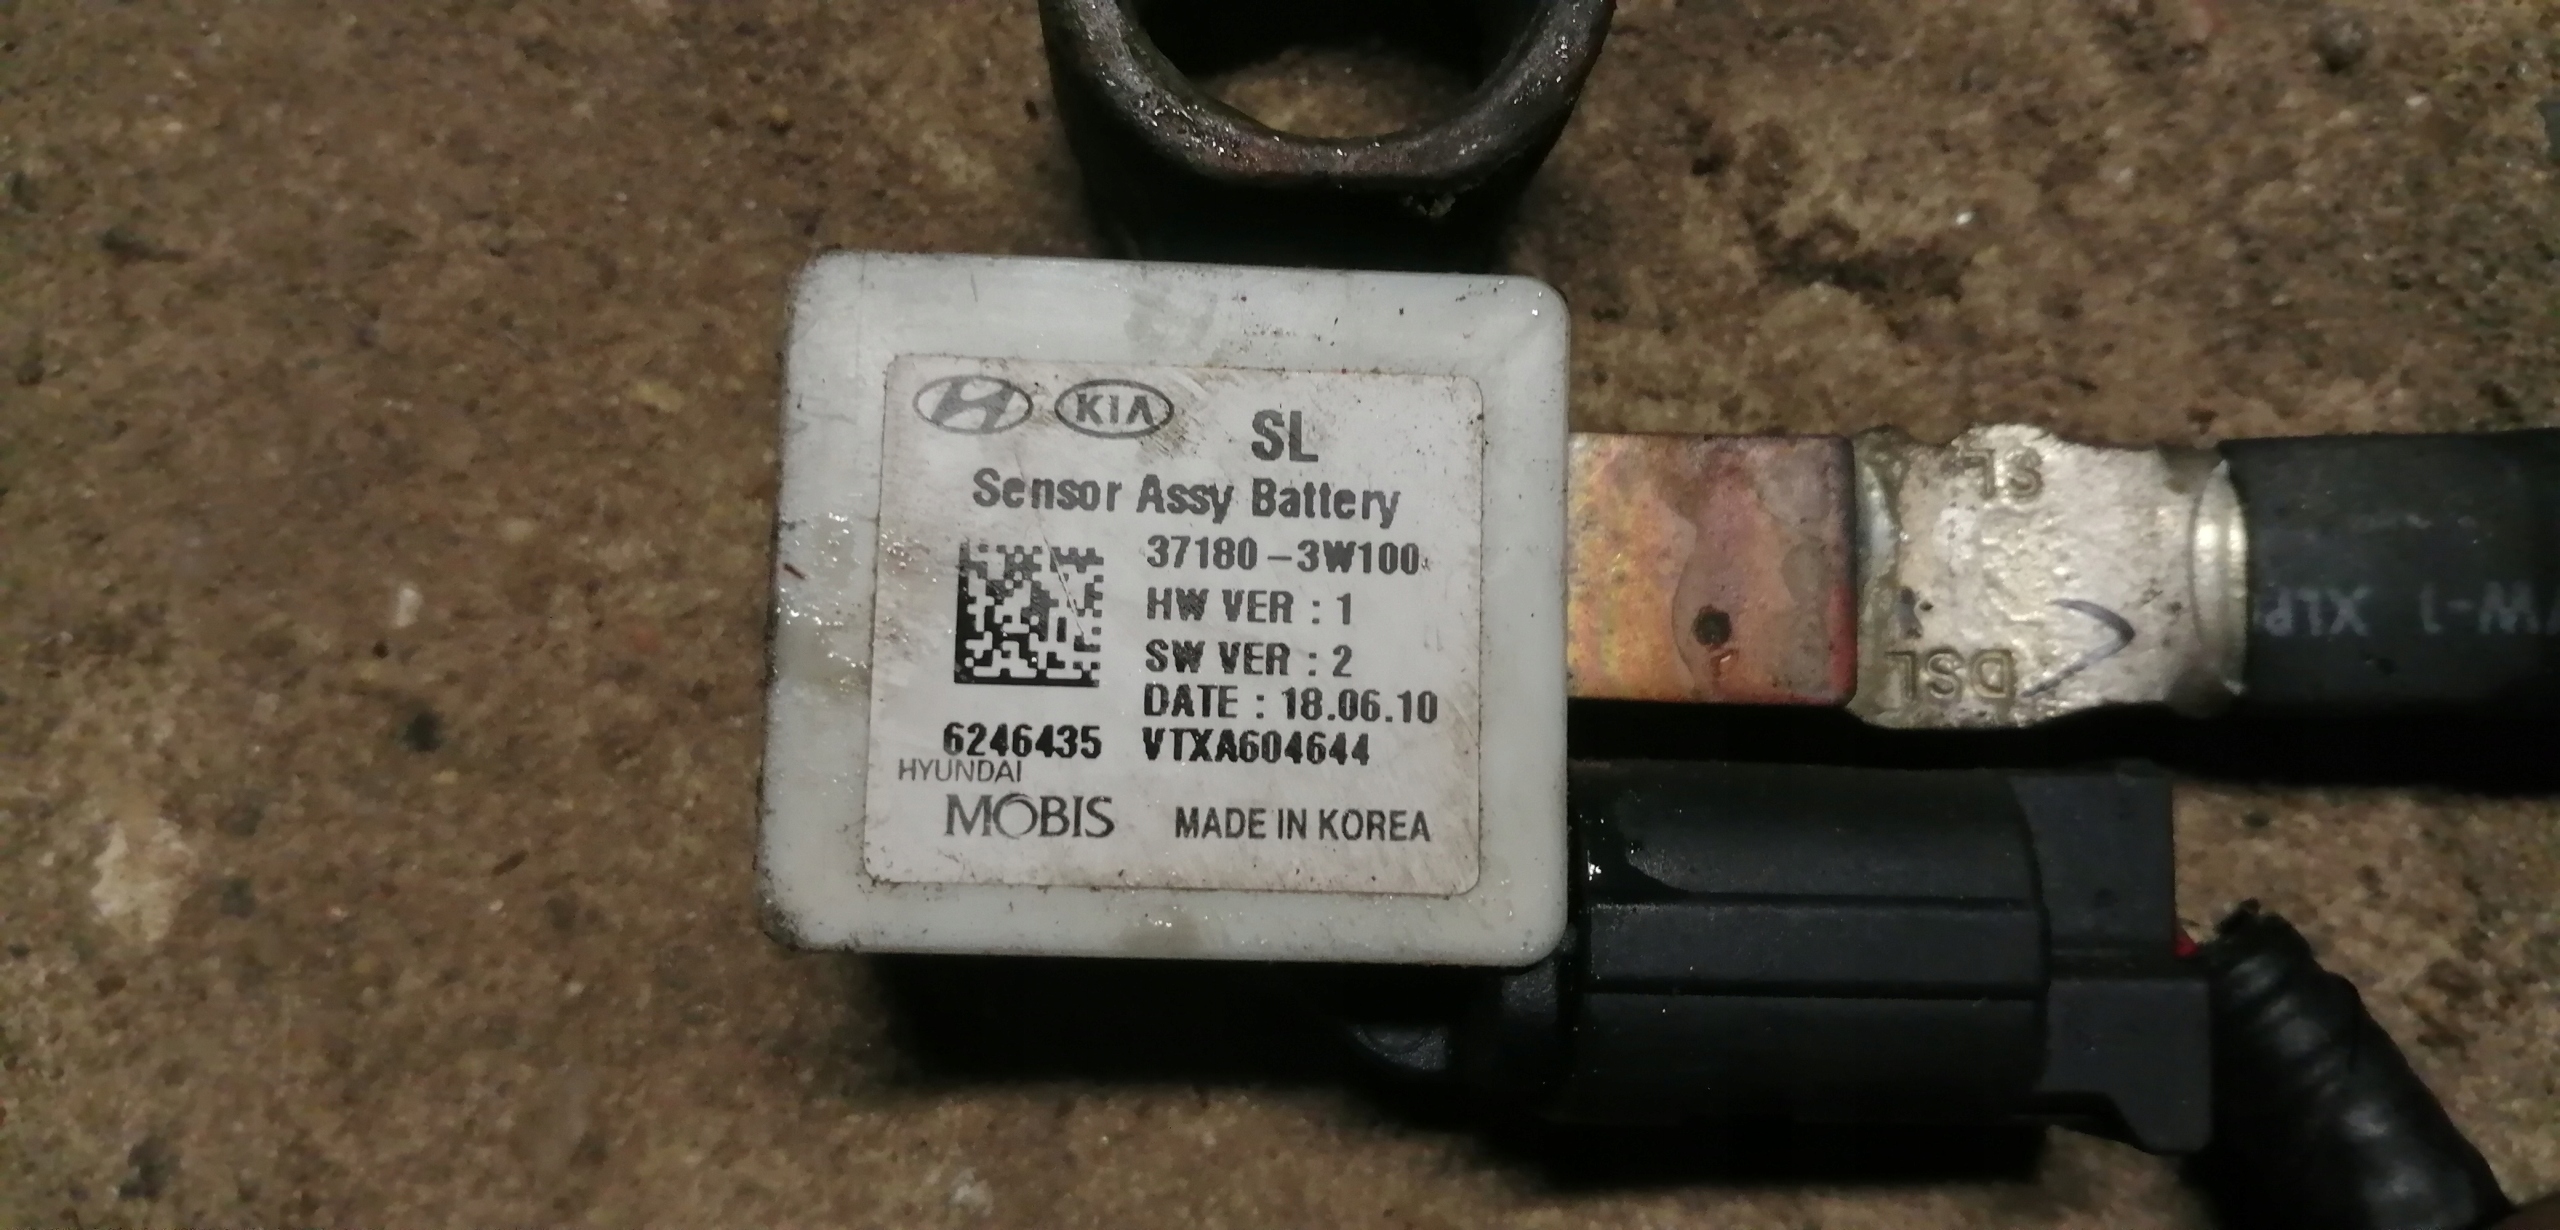 KIA SL
Sensor Assy Battery
37180-3W100
HW VER : 1
SW VER : 2
DATE : 18.06.10
6246435 VTXA604644
HYUNDAI
MOBIS MADE IN KOREA
SL
DSL